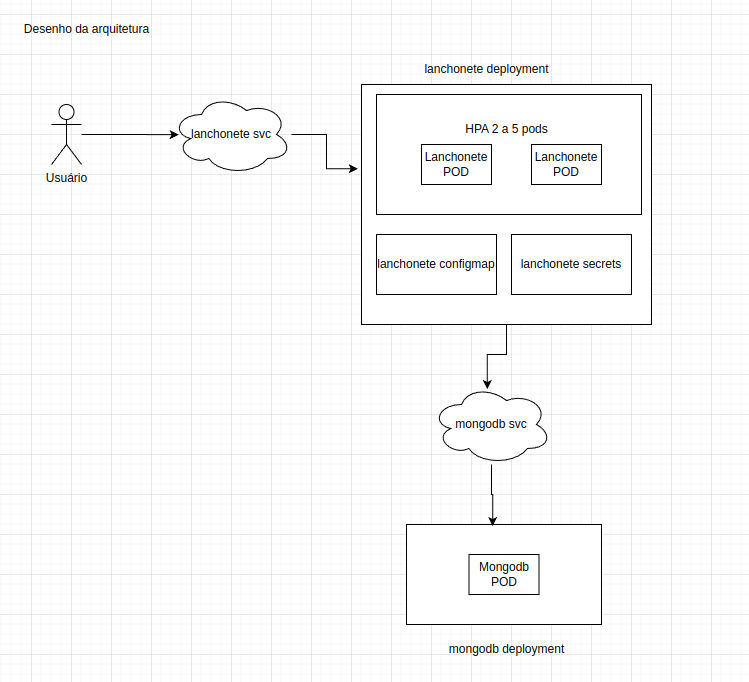 Desenho da arquitetura
lanchonete deployment
HPA 2 a 5 pods
lanchonete svc
Lanchonete
POD
Lanchonete
POD
Usuário
lanchonete configmap
lanchonete secrets
mongodb svc
Mongodb
POD
mongodb deployment